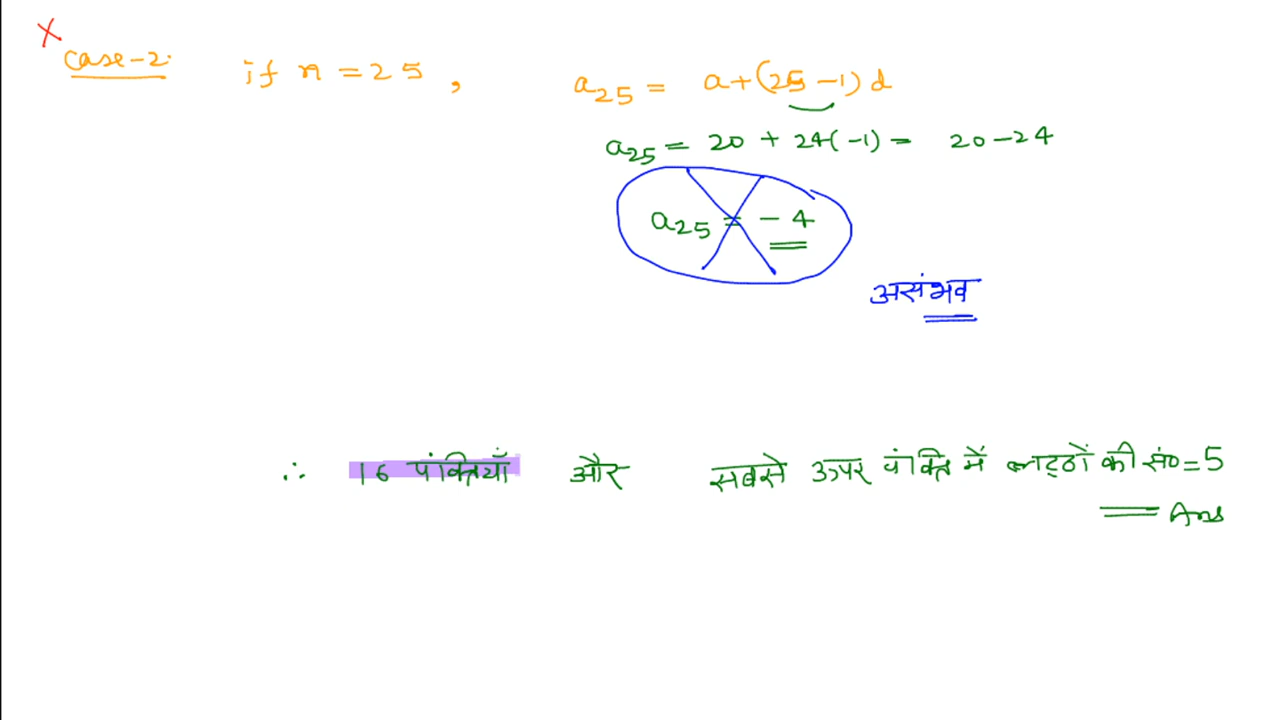 ×
Case-2: if n = 25, a₂₅ = a + (25 - 1) d
a₂₅ = 20 + 24(-1) = 20 - 24
a₂₅ = - 4
असंभव
∴ 16 पंक्तियाँ और सबसे ऊपर पंक्ति में लट्ठों की सं० = 5
Ans